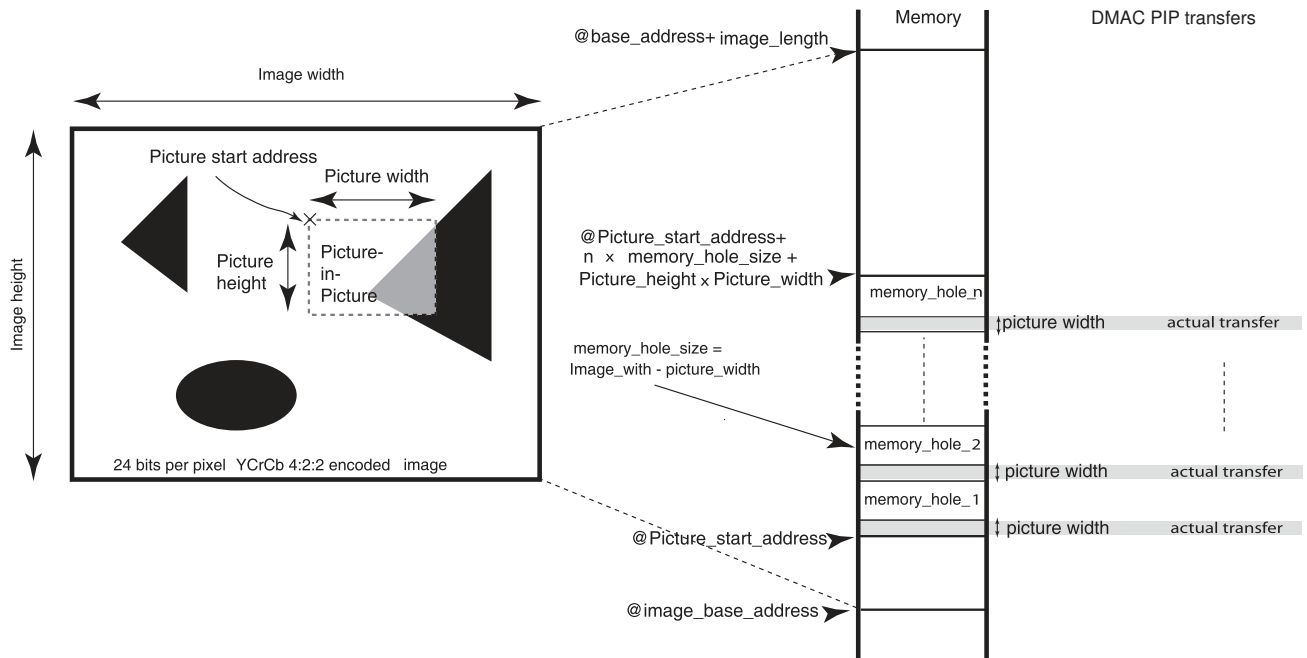 Memory
DMAC PIP transfers
@base_address+ image_length
Image width
Picture start address
Picture width
Image height
Picture
height
Picture-
in-
Picture
24 bits per pixel YCrCb 4:2:2 encoded image
@Picture_start_address+
n x memory_hole_size +
Picture_height x Picture_width
memory_hole_n
picture width
actual transfer
memory_hole_size =
Image_with - picture_width
memory_hole_2
picture width
actual transfer
memory_hole_1
picture width
actual transfer
@Picture_start_address
@image_base_address